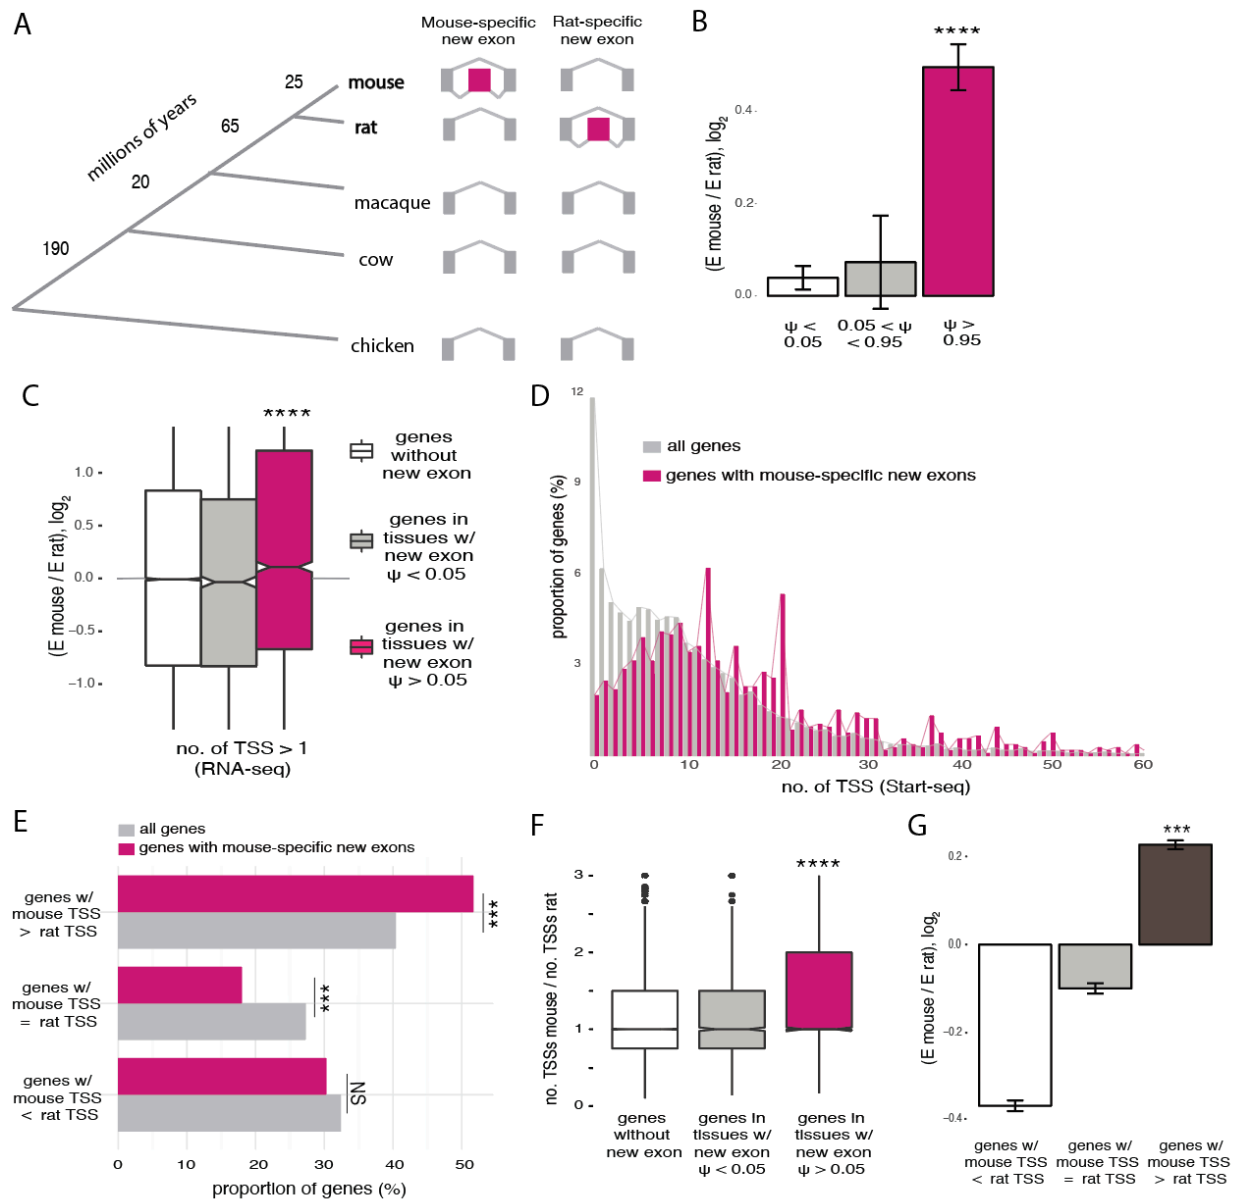 A
Mouse-specific
new exon
Rat-specific
new exon
millions of years
25
65
20
190
mouse
rat
macaque
cow
chicken
B
****
(E mouse / E rat), log2
0.4
0.2
0.0
ψ <
0.05
0.05 < ψ
< 0.95
ψ >
0.95
C
****
(E mouse / E rat), log2
1.0
0.5
0.0
−0.5
−1.0
no. of TSS > 1
(RNA-seq)
genes
without
new exon
genes in
tissues w/
new exon
ψ < 0.05
genes in
tissues w/
new exon
ψ > 0.05
D
proportion of genes (%)
12
9
6
3
all genes
genes with mouse-specific new exons
0
10
20
30
40
50
60
no. of TSS (Start-seq)
E
all genes
genes with mouse-specific new exons
genes w/
mouse TSS
> rat TSS
***
genes w/
mouse TSS
= rat TSS
***
genes w/
mouse TSS
< rat TSS
NS
0
10
20
30
40
50
proportion of genes (%)
F
****
no. TSSs mouse / no. TSSs rat
3
2
1
0
genes
without
new exon
genes in
tissues w/
new exon
ψ < 0.05
genes in
tissues w/
new exon
ψ > 0.05
G
***
(E mouse / E rat), log2
0.2
0.0
−0.2
−0.4
genes w/
mouse TSS
< rat TSS
genes w/
mouse TSS
= rat TSS
genes w/
mouse TSS
> rat TSS